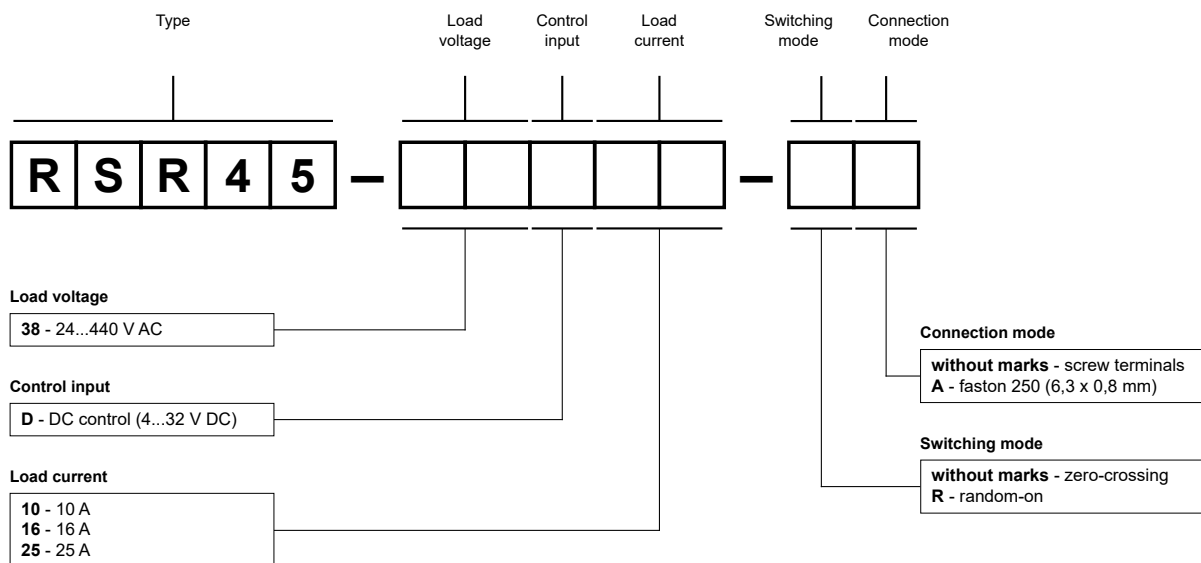 Type
Load voltage
Control input
Load current
Switching mode
Connection mode
RSR45 – –
Load voltage
38 - 24...440 V AC
Control input
D - DC control (4...32 V DC)
Load current
10 - 10 A
16 - 16 A
25 - 25 A
Connection mode
without marks - screw terminals
A - faston 250 (6,3 x 0,8 mm)
Switching mode
without marks - zero-crossing
R - random-on